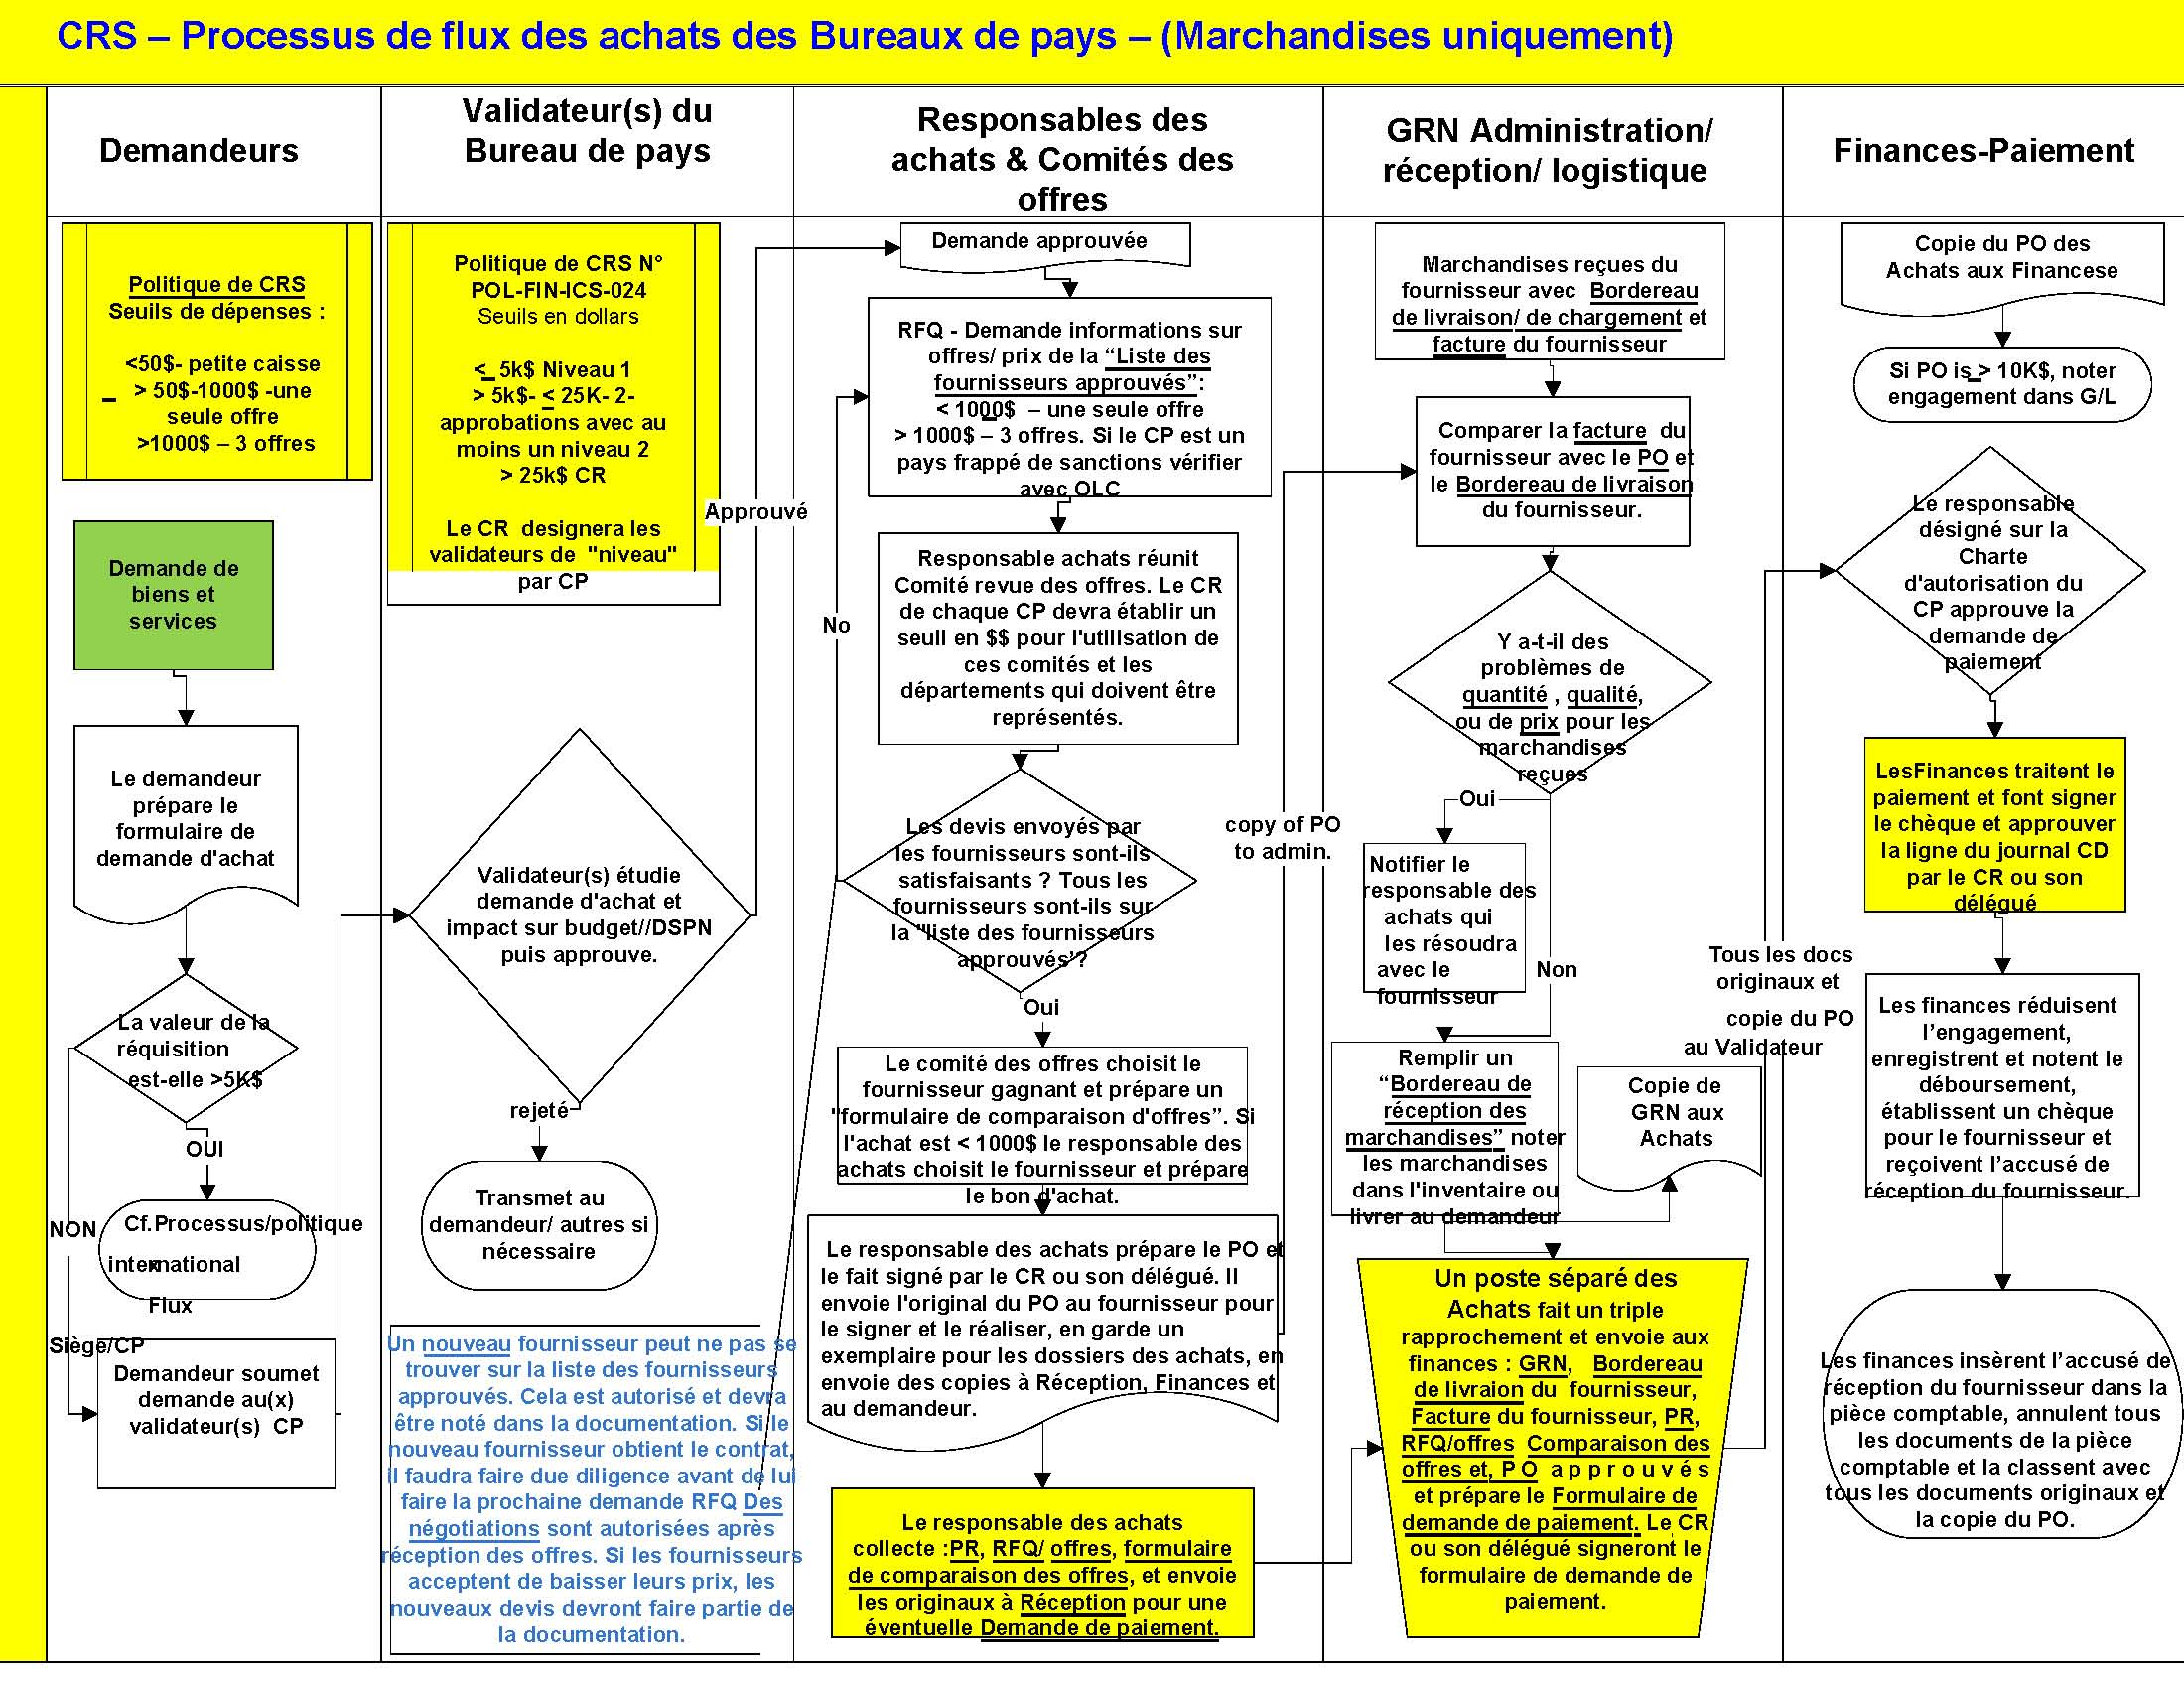 CRS – Processus de flux des achats des Bureaux de pays – (Marchandises uniquement)
Demandeurs
Validateur(s) du
Bureau de pays
Responsables des
achats & Comités des
offres
GRN Administration/
réception/ logistique
Finances-Paiement
Politique de CRS
Seuils de dépenses :
<50$- petite caisse
> 50$-1000$ -une
seule offre
>1000$ – 3 offres
Demande de
biens et
services
Le demandeur
prépare le
formulaire de
demande d'achat
La valeur de la
réquisition
est-elle >5K$
OUI
NON
Cf.Processus/politique
international
Flux
Siège/CP
Demandeur soumet
demande au(x)
validateur(s) CP
Politique de CRS N°
POL-FIN-ICS-024
Seuils en dollars
< 5k$ Niveau 1
> 5k$- < 25K- 2-
approbations avec au
moins un niveau 2
> 25k$ CR
Le CR designera les
validateurs de "niveau"
par CP
Approuvé
Validateur(s) étudie
demande d'achat et
impact sur budget//DSPN
puis approuve.
rejeté
Transmet au
demandeur/ autres si
nécessaire
Un nouveau fournisseur peut ne pas se
trouver sur la liste des fournisseurs
approuvés. Cela est autorisé et devra
être noté dans la documentation. Si le
nouveau fournisseur obtient le contrat,
il faudra faire due diligence avant de lui
faire la prochaine demande RFQ Des
négotiations sont autorisées après
réception des offres. Si les fournisseurs
acceptent de baisser leurs prix, les
nouveaux devis devront faire partie de
la documentation.
Demande approuvée
RFQ - Demande informations sur
offres/ prix de la “Liste des
fournisseurs approuvés”:
< 1000$ – une seule offre
> 1000$ – 3 offres. Si le CP est un
pays frappé de sanctions vérifier
avec OLC
Responsable achats réunit
Comité revue des offres. Le CR
de chaque CP devra établir un
seuil en $$ pour l'utilisation de
ces comités et les
départements qui doivent être
représentés.
No
Les devis envoyés par
les fournisseurs sont-ils
satisfaisants ? Tous les
fournisseurs sont-ils sur
la "liste des fournisseurs
approuvés’?
Oui
Le comité des offres choisit le
fournisseur gagnant et prépare un
"formulaire de comparaison d'offres”. Si
l'achat est < 1000$ le responsable des
achats choisit le fournisseur et prépare
le bon d'achat.
Le responsable des achats prépare le PO et
le fait signé par le CR ou son délégué. Il
envoie l'original du PO au fournisseur pour
le signer et le réaliser, en garde un
exemplaire pour les dossiers des achats, en
envoie des copies à Réception, Finances et
au demandeur.
Le responsable des achats
collecte :PR, RFQ/ offres, formulaire
de comparaison des offres, et envoie
les originaux à Réception pour une
éventuelle Demande de paiement.
copy of PO
to admin.
Marchandises reçues du
fournisseur avec Bordereau
de livraison/ de chargement et
facture du fournisseur
Comparer la facture du
fournisseur avec le PO et
le Bordereau de livraison
du fournisseur.
Y a-t-il des
problèmes de
quantité , qualité,
ou de prix pour les
marchandises
reçues
Oui
Notifier le
responsable des
achats qui
les résoudra
avec le
fournisseur
Non
Remplir un
“Bordereau de
réception des
marchandises” noter
les marchandises
dans l'inventaire ou
livrer au demandeur
Copie de
GRN aux
Achats
Un poste séparé des
Achats fait un triple
rapprochement et envoie aux
finances : GRN, Bordereau
de livraion du fournisseur,
Facture du fournisseur, PR,
RFQ/offres Comparaison des
offres et, P O a p p r o u v é s
et prépare le Formulaire de
demande de paiement. Le CR
ou son délégué signeront le
formulaire de demande de
paiement.
Tous les docs
originaux et
copie du PO
au Validateur
Copie du PO des
Achats aux Financese
Si PO is > 10K$, noter
engagement dans G/L
Le responsable
désigné sur la
Charte
d'autorisation du
CP approuve la
demande de
paiement
LesFinances traitent le
paiement et font signer
le chèque et approuver
la ligne du journal CD
par le CR ou son
délégué
Les finances réduisent
l’engagement,
enregistrent et notent le
déboursement,
établissent un chèque
pour le fournisseur et
reçoivent l’accusé de
réception du fournisseur.
Les finances insèrent l’accusé de
réception du fournisseur dans la
pièce comptable, annulent tous
les documents de la pièce
comptable et la classent avec
tous les documents originaux et
la copie du PO.